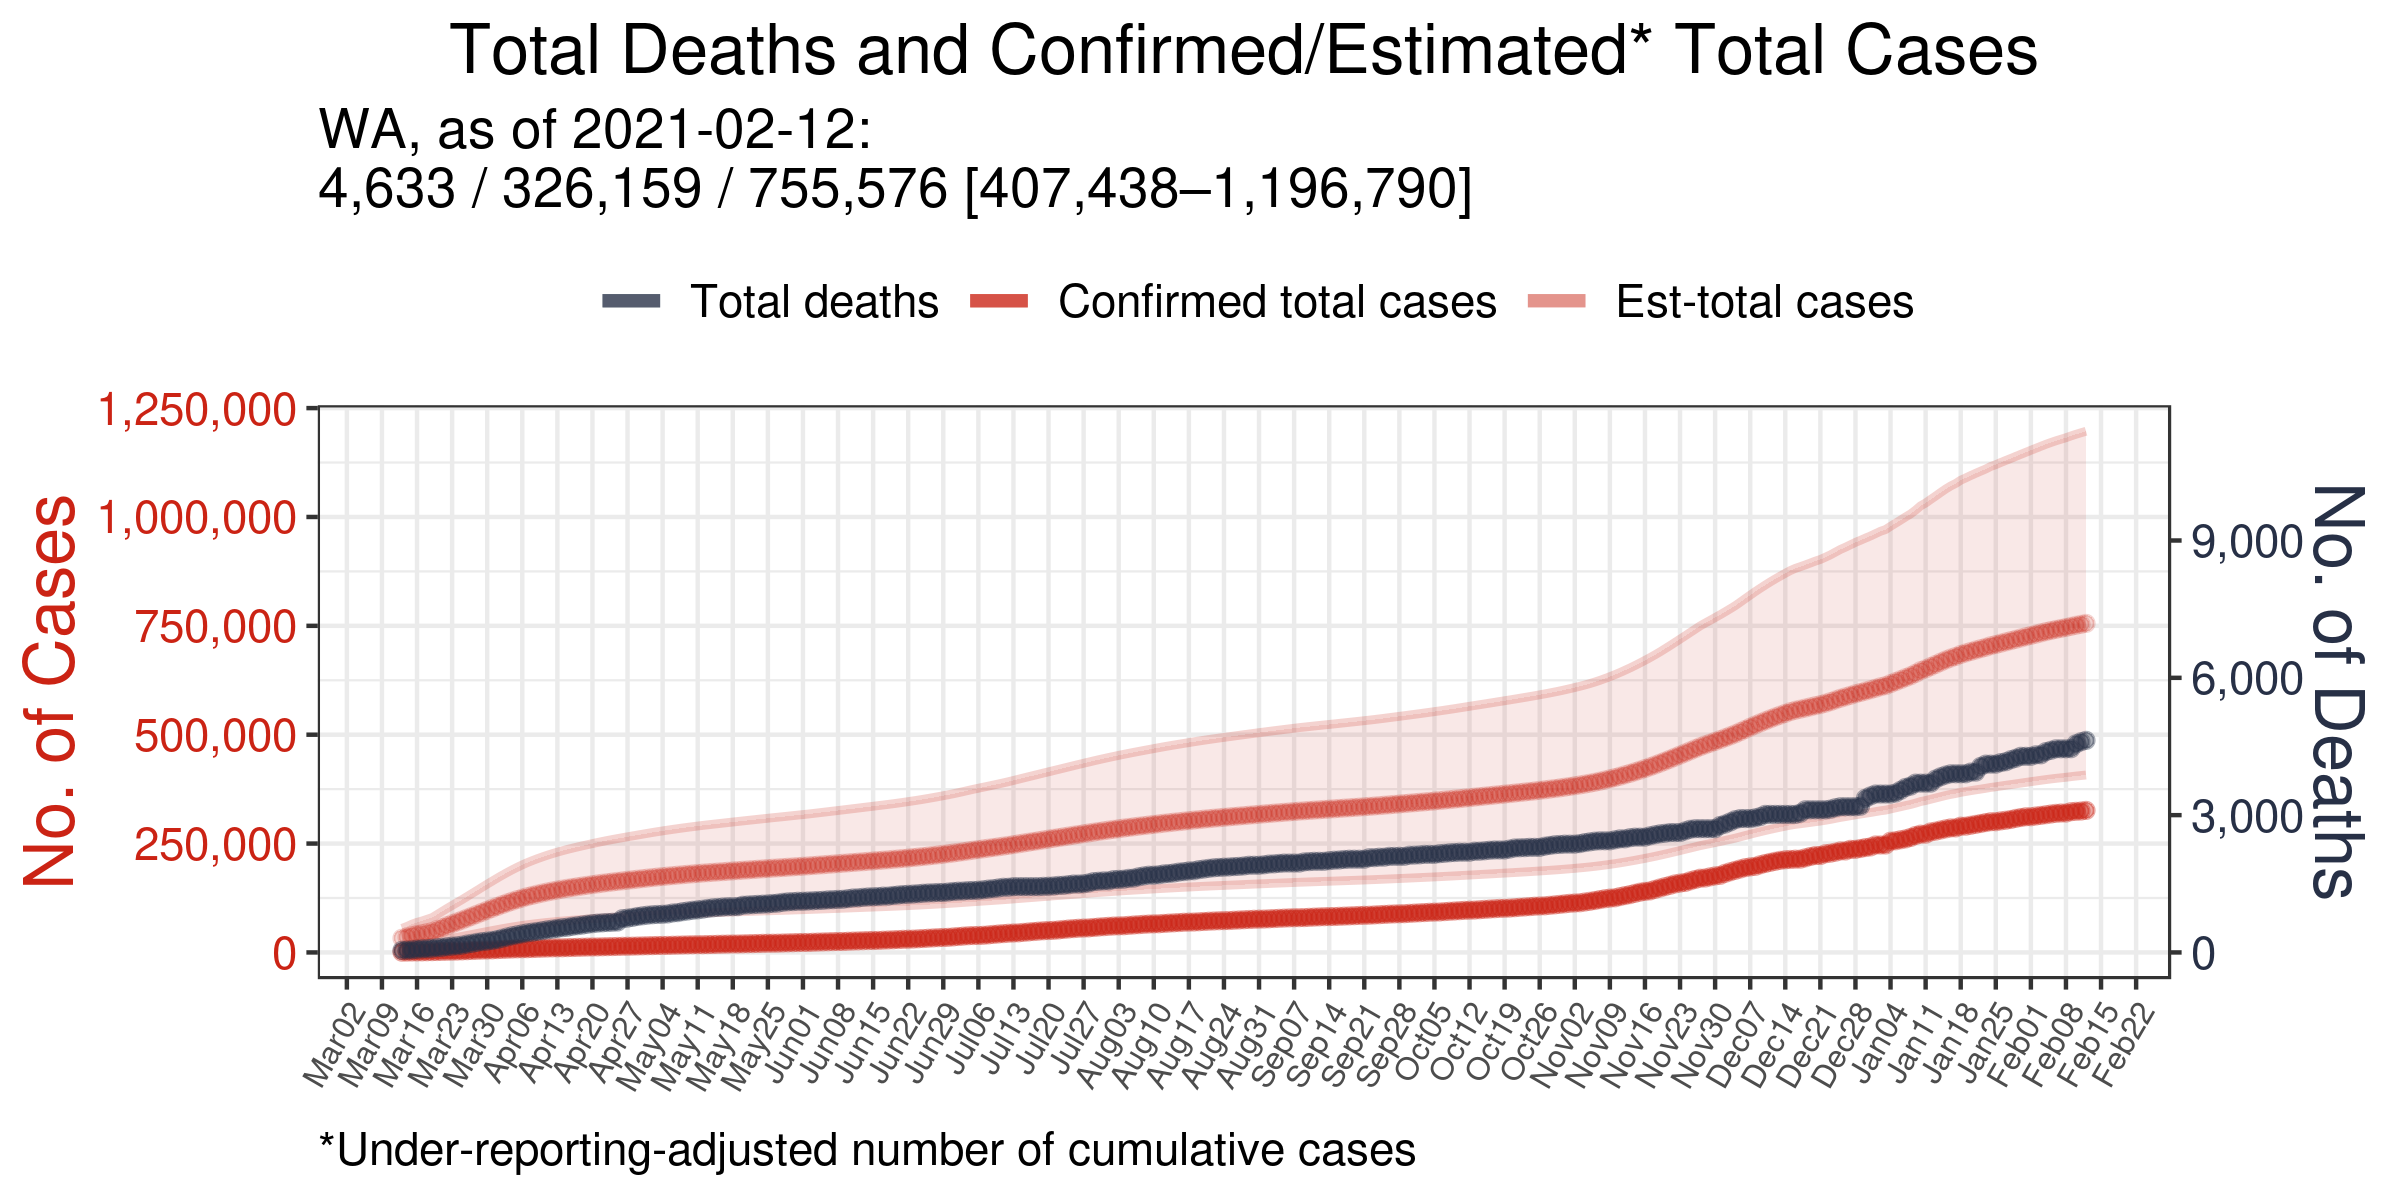 Total Deaths and Confirmed/Estimated* Total Cases
WA, as of 2021-02-12:
4,633 / 326,159 / 755,576 [407,438–1,196,790]
Total deaths
Confirmed total cases
Est-total cases
No. of Cases
1,250,000
1,000,000
750,000
500,000
250,000
0
9,000
6,000
3,000
0
No. of Deaths
Mar02
Mar09
Mar16
Mar23
Mar30
Apr06
Apr13
Apr20
Apr27
May04
May11
May18
May25
Jun01
Jun08
Jun15
Jun22
Jun29
Jul06
Jul13
Jul20
Jul27
Aug03
Aug10
Aug17
Aug24
Aug31
Sep07
Sep14
Sep21
Sep28
Oct05
Oct12
Oct19
Oct26
Nov02
Nov09
Nov16
Nov23
Nov30
Dec07
Dec14
Dec21
Dec28
Jan04
Jan11
Jan18
Jan25
Feb01
Feb08
Feb15
Feb22
*Under-reporting-adjusted number of cumulative cases